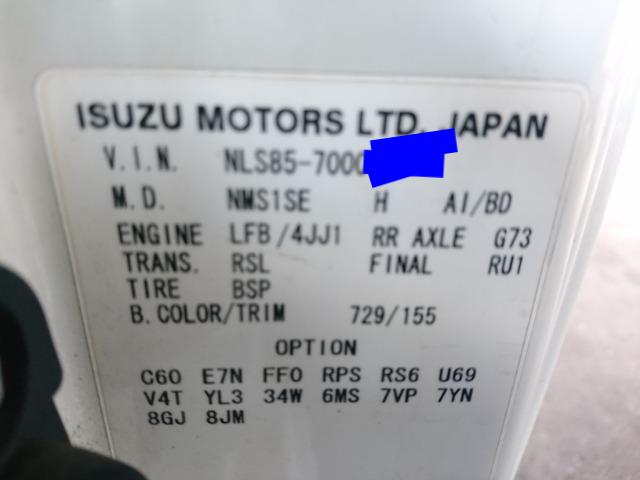 ISUZU MOTORS LTD. JAPAN
V.I.N. NLS85-7000
M.D. NMS1SE H AI/BD
ENGINE LFB/4JJ1 RR AXLE G73
TRANS. RSL FINAL RU1
TIRE BSP
B.COLOR/TRIM 729/155
OPTION
C60 E7N FF0 RPS RS6 U69
V4T YL3 34W 6MS 7VP 7YN
8GJ 8JM